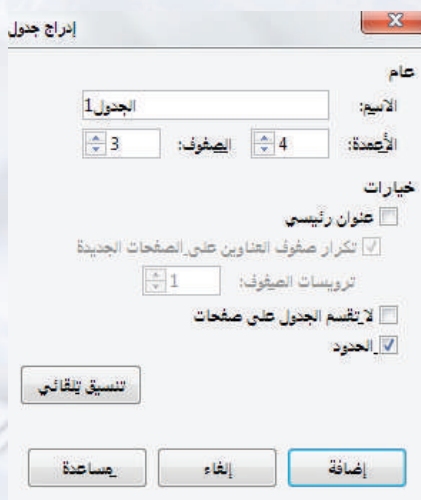 إدراج جدول
عام
الاسم: الجدول1
الأعمدة: 4 الصفوف: 3
خيارات
عنوان رئيسي
تكرار صفوف العناوين على الصفحات الجديدة
ترويسات الصفوف: 1
لا تقسم الجدول على صفحات
الحدود
تنسيق تلقائي
إضافة إلغاء مساعدة